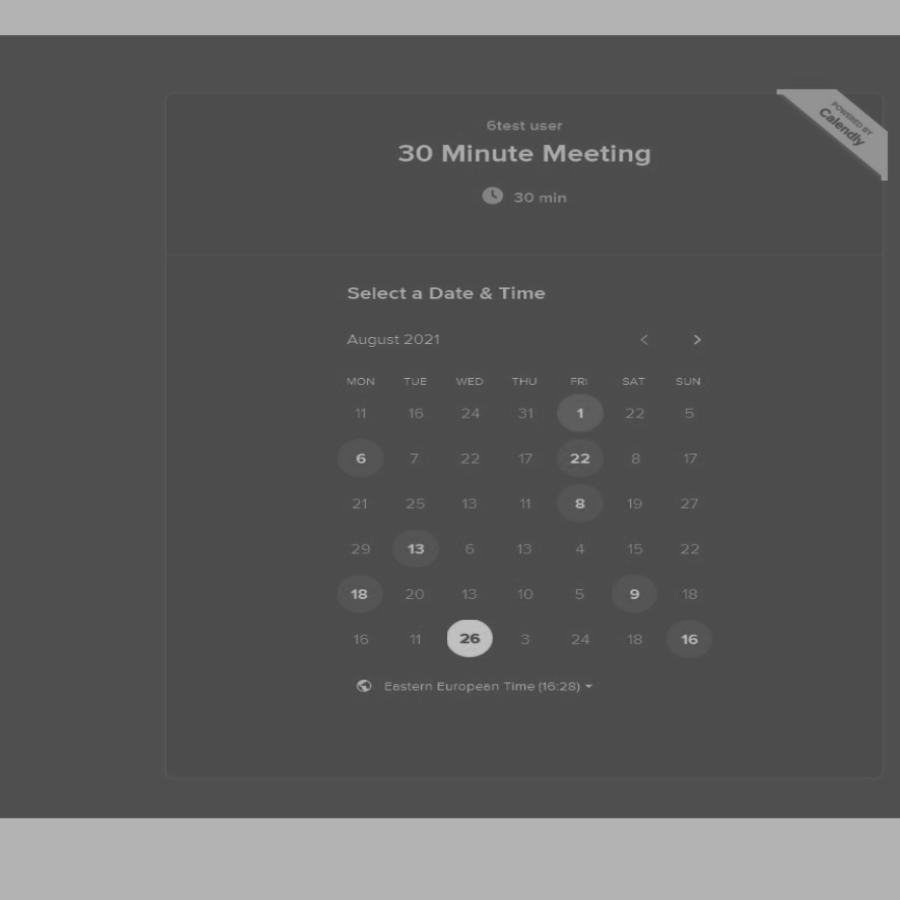 POWERED BY
Calendly
6test user
30 Minute Meeting
30 min
Select a Date & Time
August 2021 < >
MON TUE WED THU FRI SAT SUN
11 16 24 31 1 22 5
6 7 22 17 22 8 17
21 25 13 11 8 19 27
29 13 6 13 4 15 22
18 20 13 10 5 9 18
16 11 26 3 24 18 16
Eastern European Time (16:28)